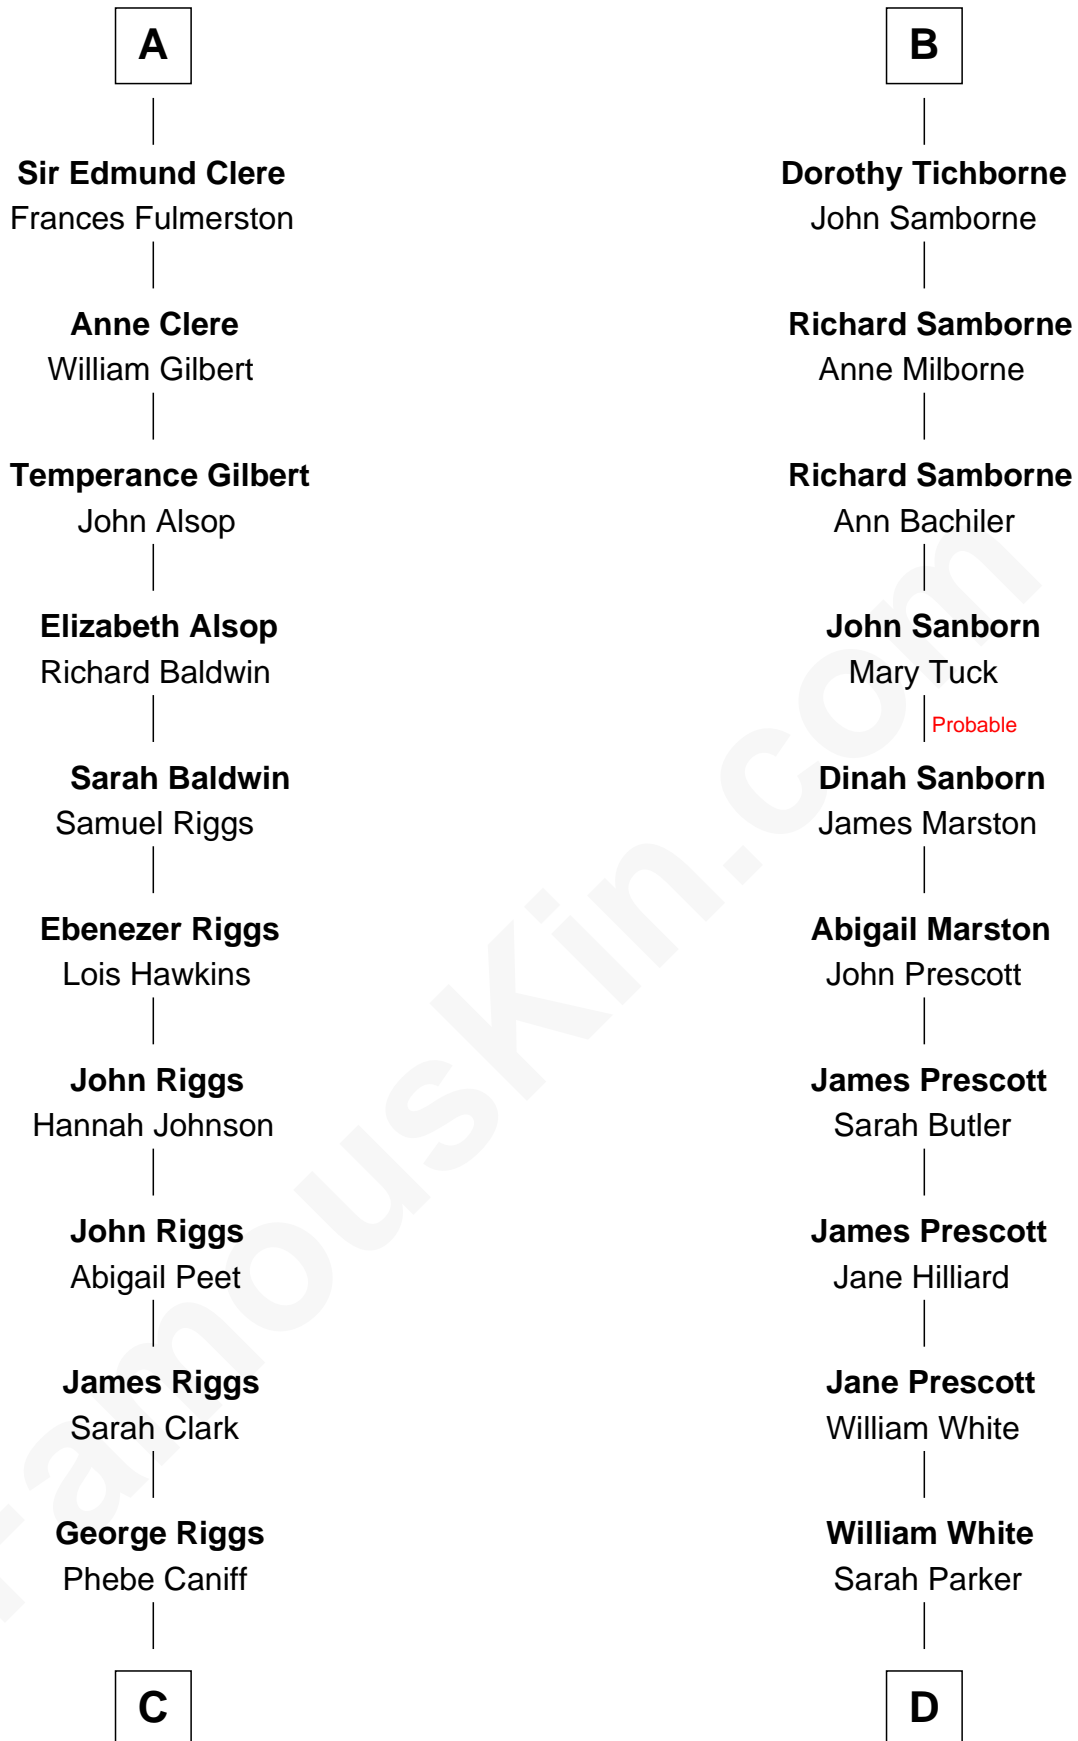 A
Sir Edmund Clere
Frances Fulmerston
Anne Clere
William Gilbert
Temperance Gilbert
John Alsop
Elizabeth Alsop
Richard Baldwin
Sarah Baldwin
Samuel Riggs
Ebenezer Riggs
Lois Hawkins
John Riggs
Hannah Johnson
John Riggs
Abigail Peet
James Riggs
Sarah Clark
George Riggs
Phebe Caniff
C
B
Dorothy Tichborne
John Samborne
Richard Samborne
Anne Milborne
Richard Samborne
Ann Bachiler
John Sanborn
Mary Tuck
Probable
Dinah Sanborn
James Marston
Abigail Marston
John Prescott
James Prescott
Sarah Butler
James Prescott
Jane Hilliard
Jane Prescott
William White
William White
Sarah Parker
D
FamousKin.com